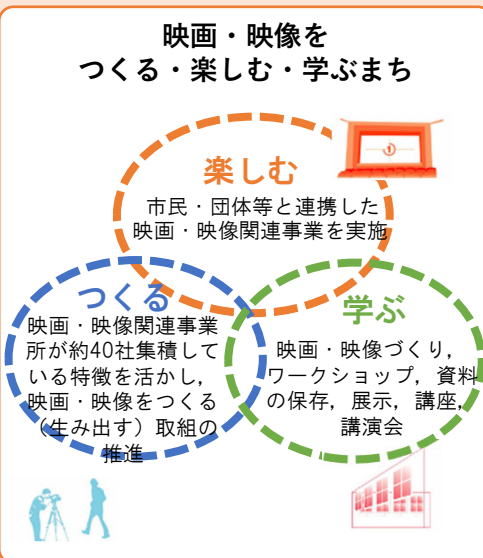 映画・映像を
つくる・楽しむ・学ぶまち
楽しむ
市民・団体等と連携した
映画・映像関連事業を実施
つくる
映画・映像関連事業
所が約40社集積して
いる特徴を活かし，
映画・映像をつくる
（生み出す）取組の
推進
学ぶ
映画・映像づくり，
ワークショップ，資料
の保存，展示，講座，
講演会